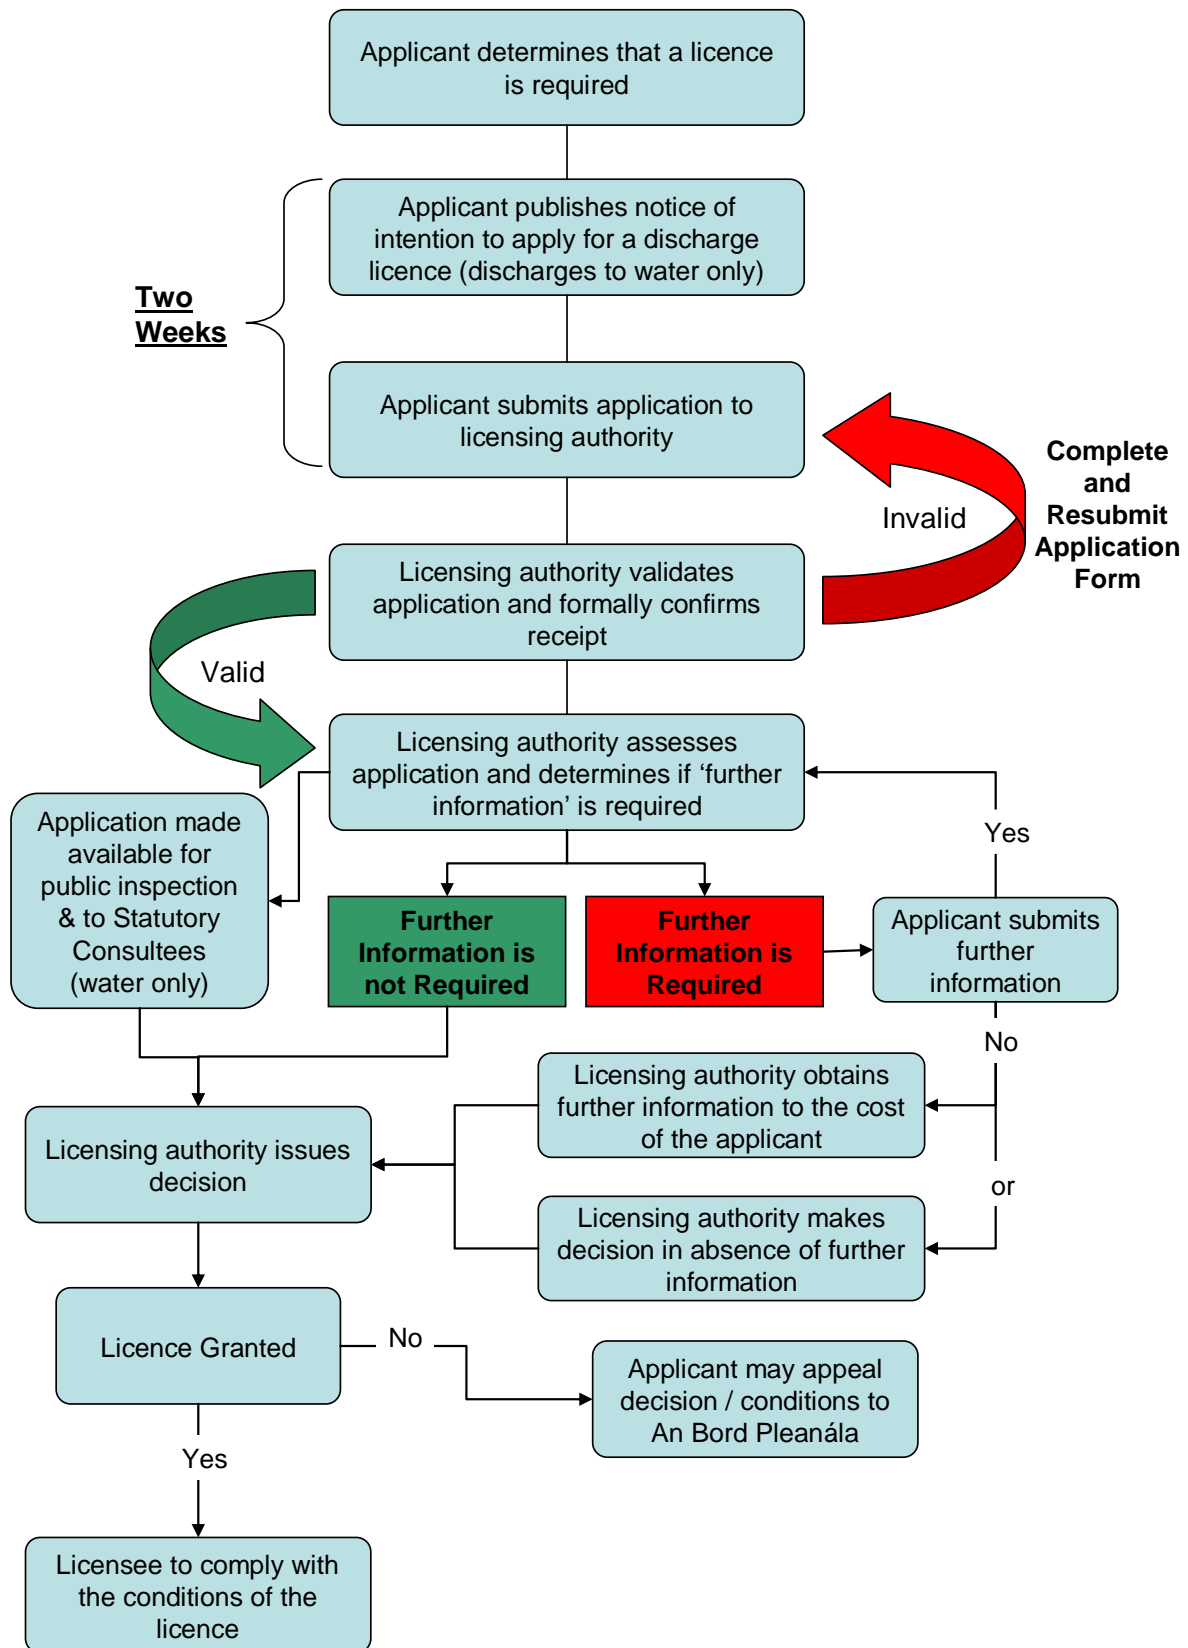 Applicant determines that a licence
is required
Applicant publishes notice of
intention to apply for a discharge
licence (discharges to water only)
Two
Weeks
Applicant submits application to
licensing authority
Complete
and
Resubmit
Application
Form
Invalid
Licensing authority validates
application and formally confirms
receipt
Valid
Licensing authority assesses
application and determines if ‘further
information’ is required
Application made
available for
public inspection
& to Statutory
Consultees
(water only)
Further
Information is
not Required
Further
Information is
Required
Yes
Applicant submits
further
information
No
Licensing authority obtains
further information to the cost
of the applicant
or
Licensing authority makes
decision in absence of further
information
Licensing authority issues
decision
Licence Granted
No
Applicant may appeal
decision / conditions to
An Bord Pleanála
Yes
Licensee to comply with
the conditions of the
licence